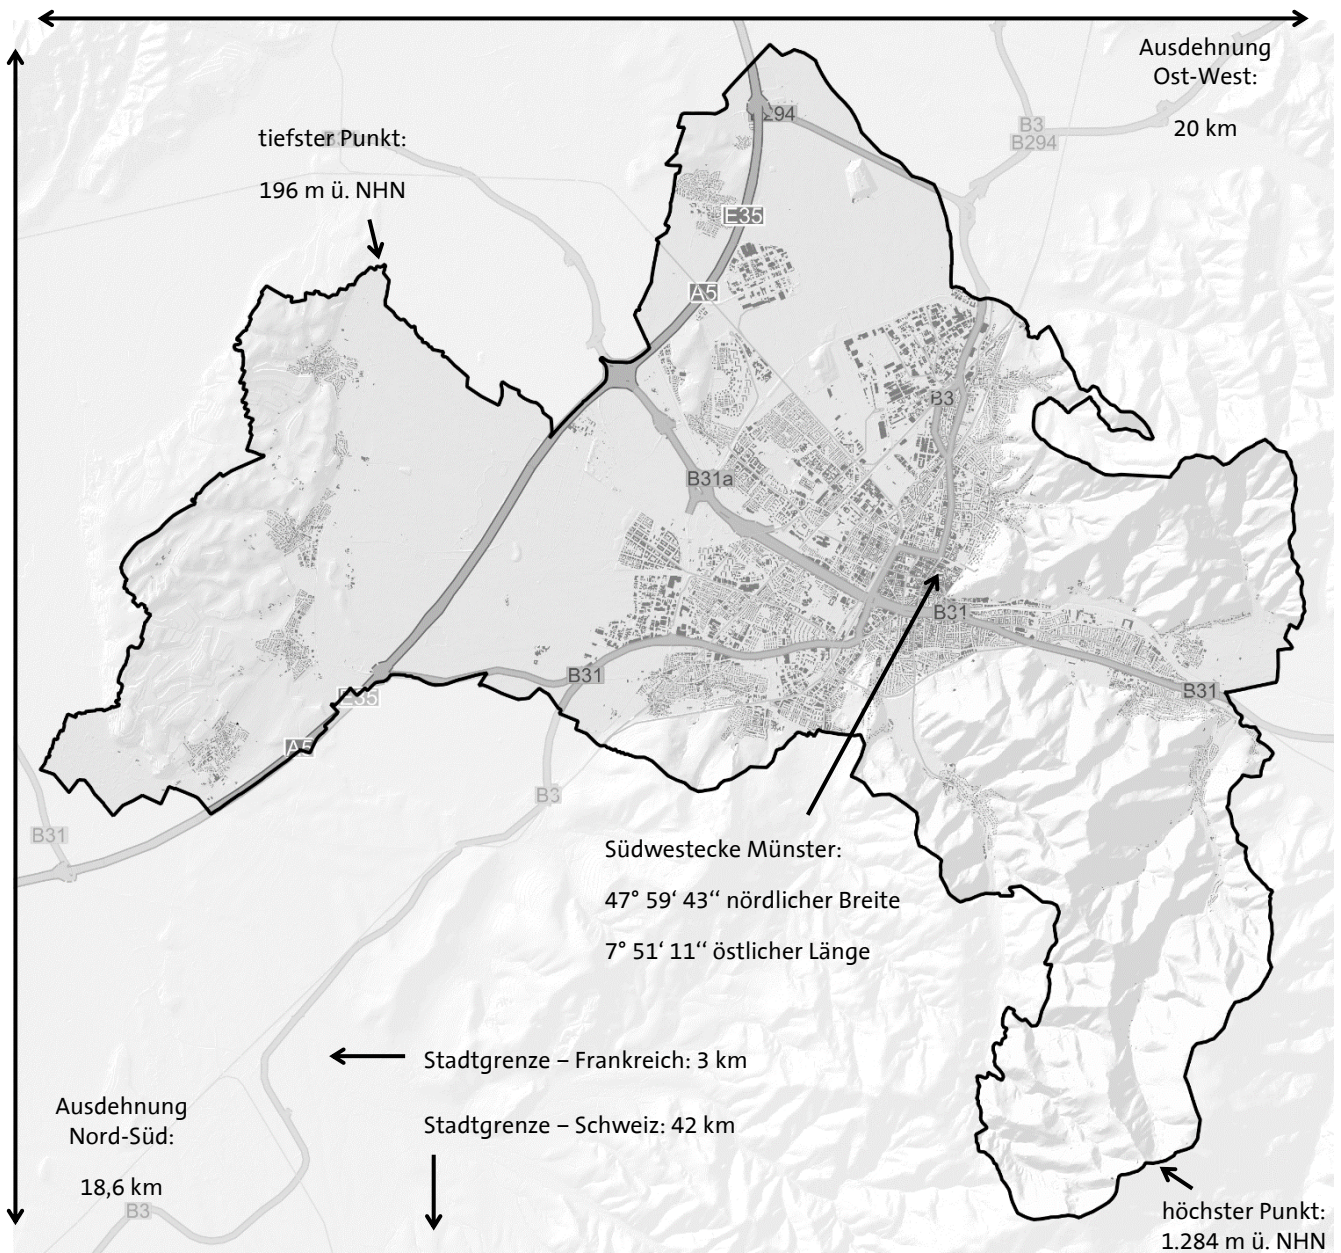 Ausdehnung
Ost-West:
20 km
tiefster Punkt:
196 m ü. NHN
B294
B3
B294
E35
A5
B3
B31a
B31
B31
B31
E35
A5
B3
B31
Südwestecke Münster:
47° 59‘ 43‘‘ nördlicher Breite
7° 51‘ 11‘‘ östlicher Länge
Stadtgrenze – Frankreich: 3 km
Stadtgrenze – Schweiz: 42 km
Ausdehnung
Nord-Süd:
18,6 km
B3
höchster Punkt:
1.284 m ü. NHN